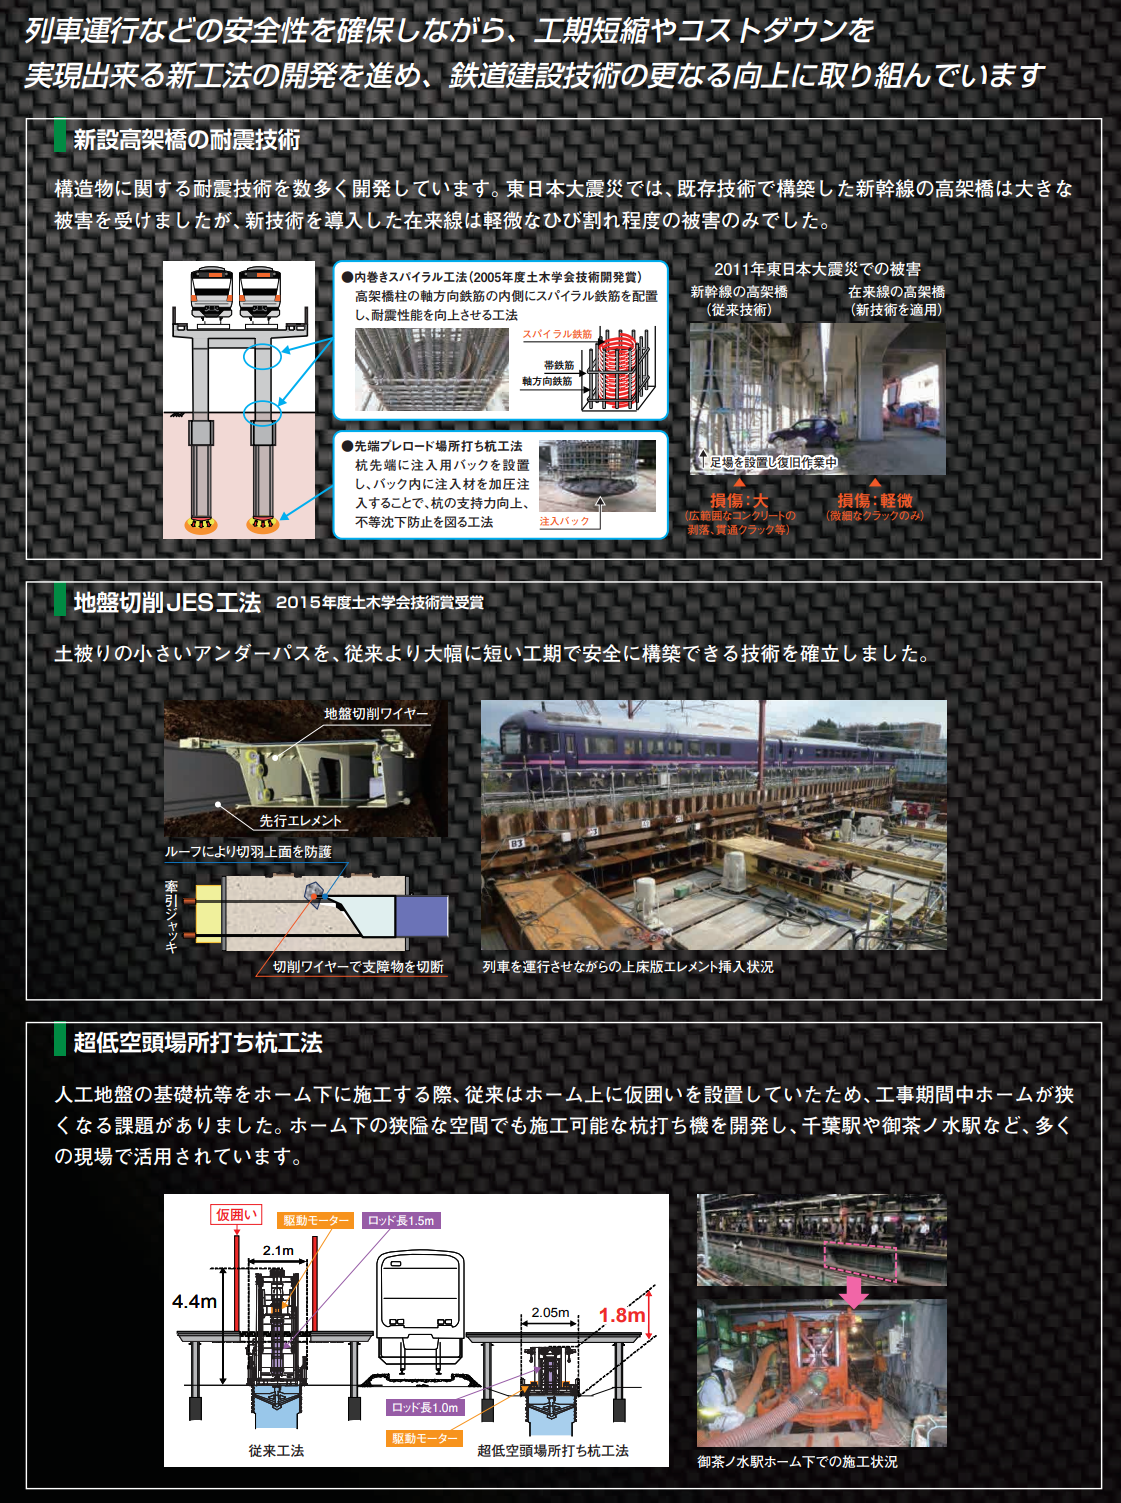 列車運行などの安全性を確保しながら、工期短縮やコストダウンを
実現出来る新工法の開発を進め、鉄道建設技術の更なる向上に取り組んでいます
新設高架橋の耐震技術
構造物に関する耐震技術を数多く開発しています。東日本大震災では、既存技術で構築した新幹線の高架橋は大きな
被害を受けましたが、新技術を導入した在来線は軽微なひび割れ程度の被害のみでした。
●内巻きスパイラル工法（2005年度土木学会技術開発賞）
高架橋柱の軸方向鉄筋の内側にスパイラル鉄筋を配置
し、耐震性能を向上させる工法
スパイラル鉄筋
帯鉄筋
軸方向鉄筋
●先端プレロード場所打ち杭工法
杭先端に注入用バックを設置
し、バック内に注入材を加圧注
入することで、杭の支持力向上、
不等沈下防止を図る工法
注入バック
2011年東日本大震災での被害
新幹線の高架橋
（従来技術）
在来線の高架橋
（新技術を適用）
足場を設置し復旧作業中
損傷：大
（広範囲なコンクリートの
剥落、貫通クラック等）
損傷：軽微
（微細なクラックのみ）
地盤切削JES工法 2015年度土木学会技術賞受賞
土被りの小さいアンダーパスを、従来より大幅に短い工期で安全に構築できる技術を確立しました。
地盤切削ワイヤー
先行エレメント
ルーフにより切羽上面を防護
牽引ジャッキ
切削ワイヤーで支障物を切断
B3
列車を運行させながらの上床版エレメント挿入状況
超低空頭場所打ち杭工法
人工地盤の基礎杭等をホーム下に施工する際、従来はホーム上に仮囲いを設置していたため、工事期間中ホームが狭
くなる課題がありました。ホーム下の狭隘な空間でも施工可能な杭打ち機を開発し、千葉駅や御茶ノ水駅など、多く
の現場で活用されています。
仮囲い
駆動モーター
ロッド長1.5m
2.1m
4.4m
2.05m
1.8m
ロッド長1.0m
駆動モーター
従来工法
超低空頭場所打ち杭工法
御茶ノ水駅ホーム下での施工状況